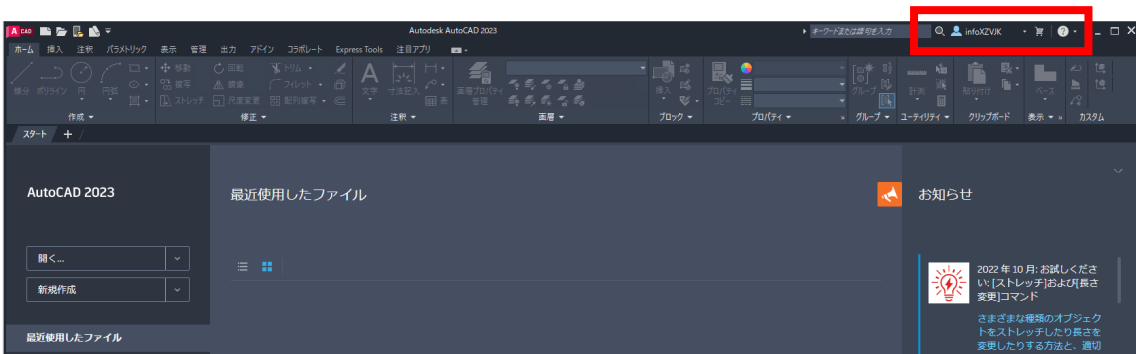 A CAD Autodesk AutoCAD 2023 キーワードまたは語句を入力 infoXZVJK
ホーム 挿入 注釈 パラメトリック 表示 管理 出力 アドイン コラボレート Express Tools 注目アプリ
線分 ポリライン 円 円弧 移動 複写 ストレッチ 回転 鏡像 尺度変更 トリム フィレット 配列複写 文字 寸法記入 表 画層プロパティ管理 挿入 プロパティコピー グループ 計測 貼り付け ベース
作成 修正 注釈 画層 ブロック プロパティ グループ ユーティリティ クリップボード 表示 カスタム
スタート
AutoCAD 2023
開く...
新規作成
最近使用したファイル
最近使用したファイル
お知らせ
2022 年 10 月: お試しくださ
い: [ストレッチ]および[長さ
変更]コマンド
さまざまな種類のオブジェク
トをストレッチしたり長さを
変更したりする方法と、適切